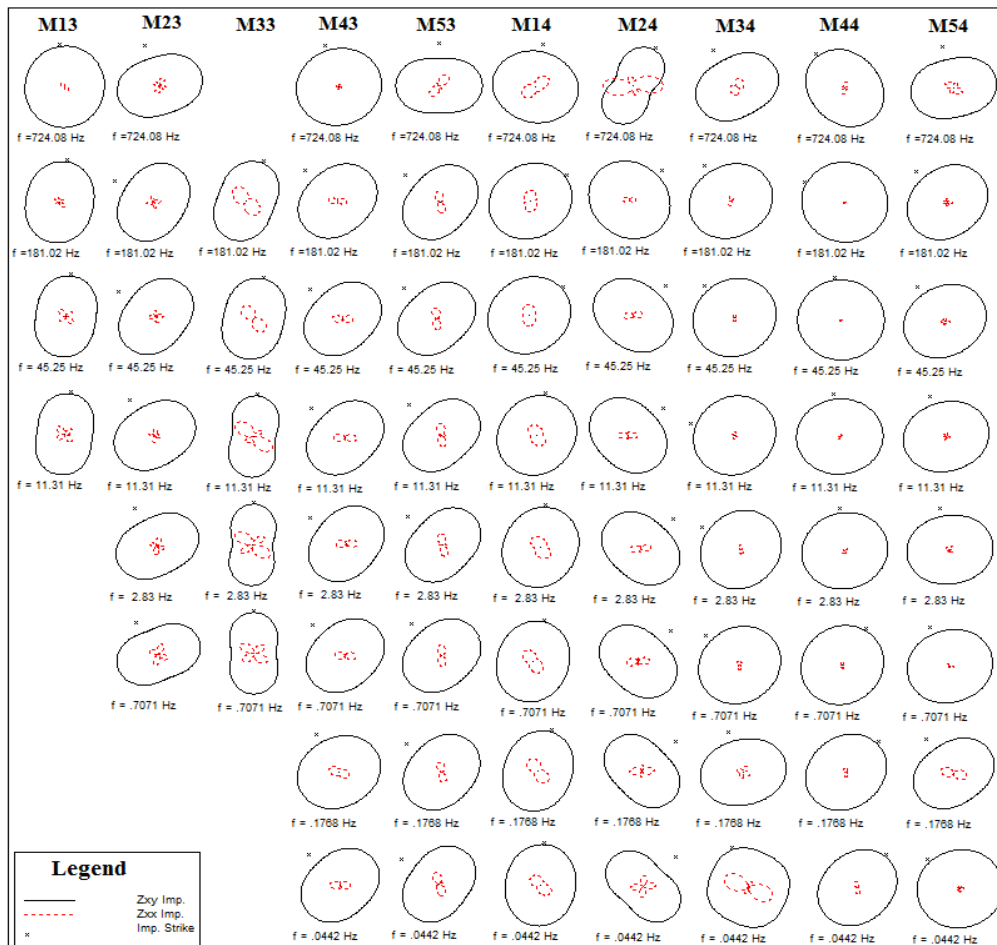 M13 M23 M33 M43 M53 M14 M24 M34 M44 M54
f =724.08 Hz f =724.08 Hz f =724.08 Hz f =724.08 Hz f =724.08 Hz f =724.08 Hz f =724.08 Hz f =724.08 Hz f =724.08 Hz
f =181.02 Hz f =181.02 Hz f =181.02 Hz f =181.02 Hz f =181.02 Hz f =181.02 Hz f =181.02 Hz f =181.02 Hz f =181.02 Hz f =181.02 Hz
f = 45.25 Hz f = 45.25 Hz f = 45.25 Hz f = 45.25 Hz f = 45.25 Hz f = 45.25 Hz f = 45.25 Hz f = 45.25 Hz f = 45.25 Hz f = 45.25 Hz
f = 11.31 Hz f = 11.31 Hz f = 11.31 Hz f = 11.31 Hz f = 11.31 Hz f = 11.31 Hz f = 11.31 Hz f = 11.31 Hz f = 11.31 Hz f = 11.31 Hz
f = 2.83 Hz f = 2.83 Hz f = 2.83 Hz f = 2.83 Hz f = 2.83 Hz f = 2.83 Hz f = 2.83 Hz f = 2.83 Hz f = 2.83 Hz
f = .7071 Hz f = .7071 Hz f = .7071 Hz f = .7071 Hz f = .7071 Hz f = .7071 Hz f = .7071 Hz f = .7071 Hz f = .7071 Hz
f = .1768 Hz f = .1768 Hz f = .1768 Hz f = .1768 Hz f = .1768 Hz f = .1768 Hz f = .1768 Hz
f = .0442 Hz f = .0442 Hz f = .0442 Hz f = .0442 Hz f = .0442 Hz f = .0442 Hz f = .0442 Hz
Legend
Zxy Imp.
Zxx Imp.
Imp. Strike